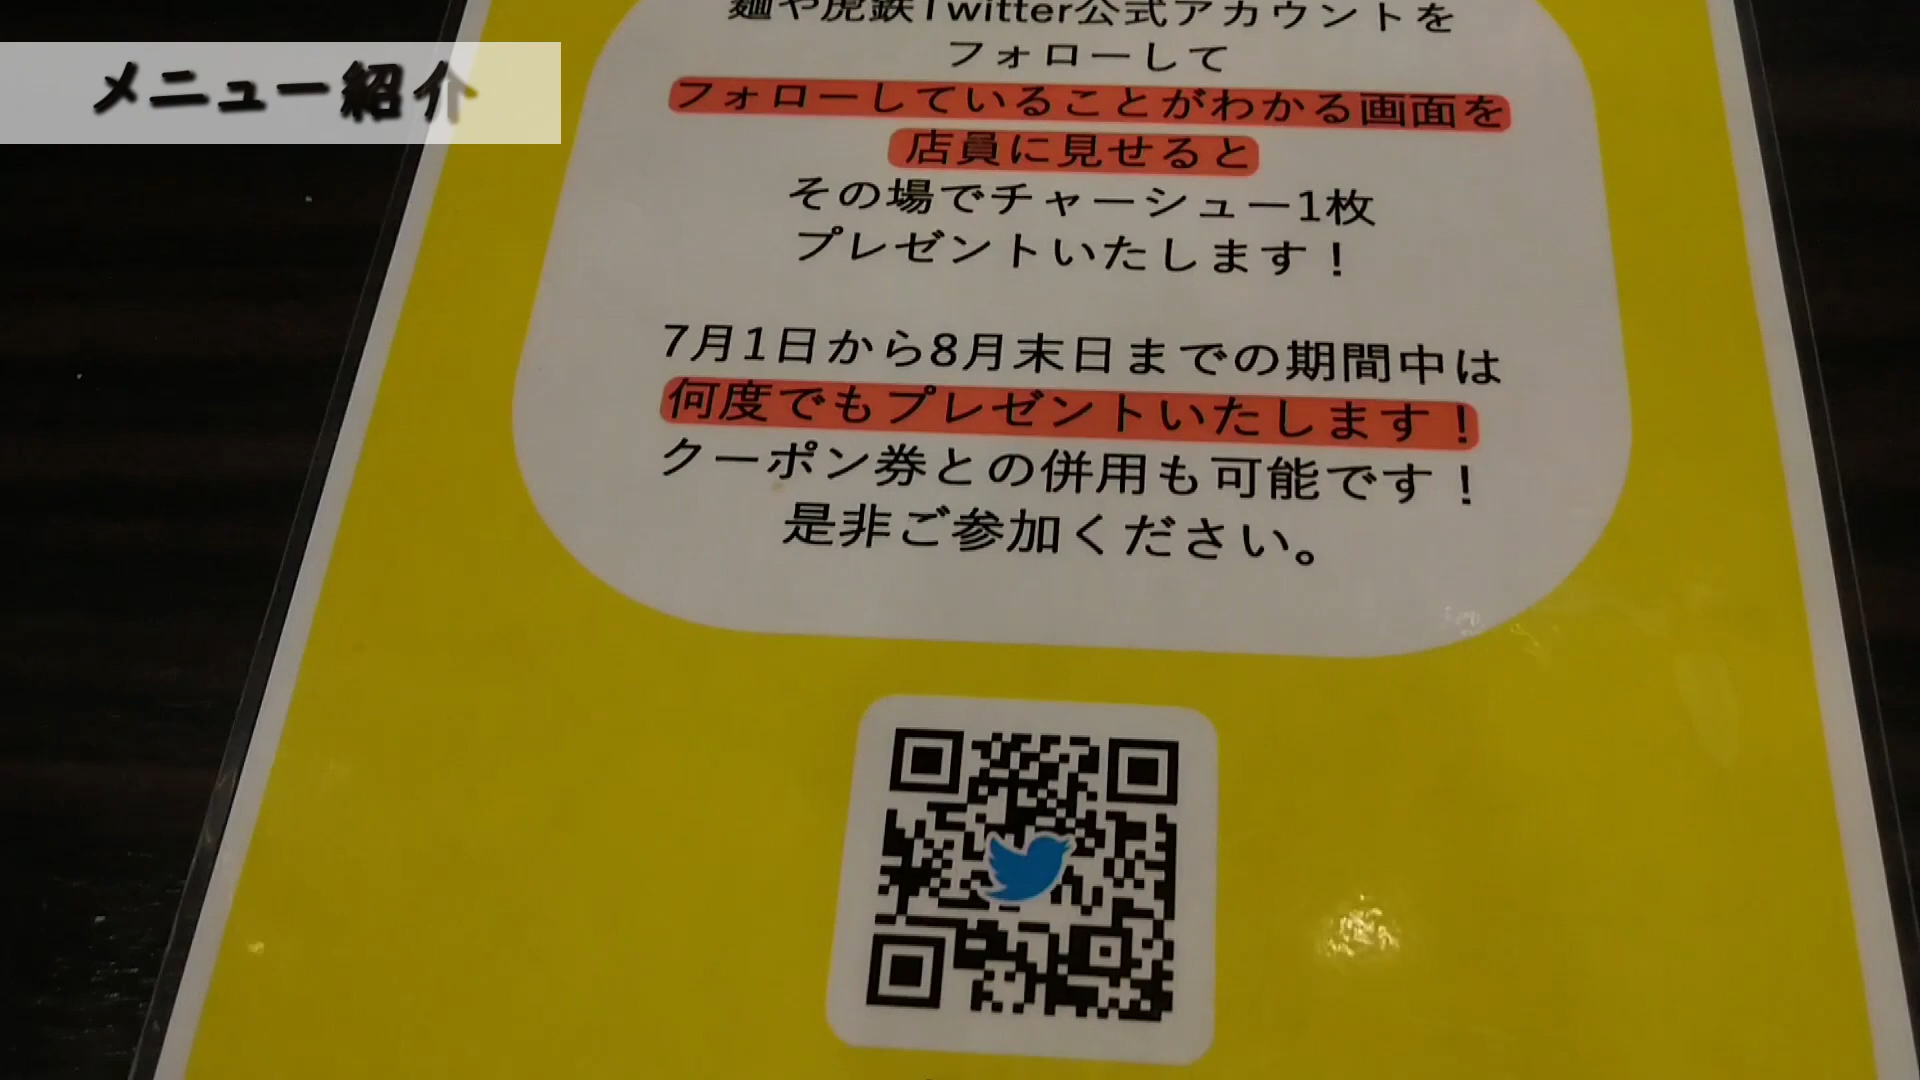 メニュー紹介
麺や虎鉄Twitter公式アカウントを
フォローして
フォローしていることがわかる画面を
店員に見せると
その場でチャーシュー1枚
プレゼントいたします！
7月1日から8月末日までの期間中は
何度でもプレゼントいたします！
クーポン券との併用も可能です！
是非ご参加ください。